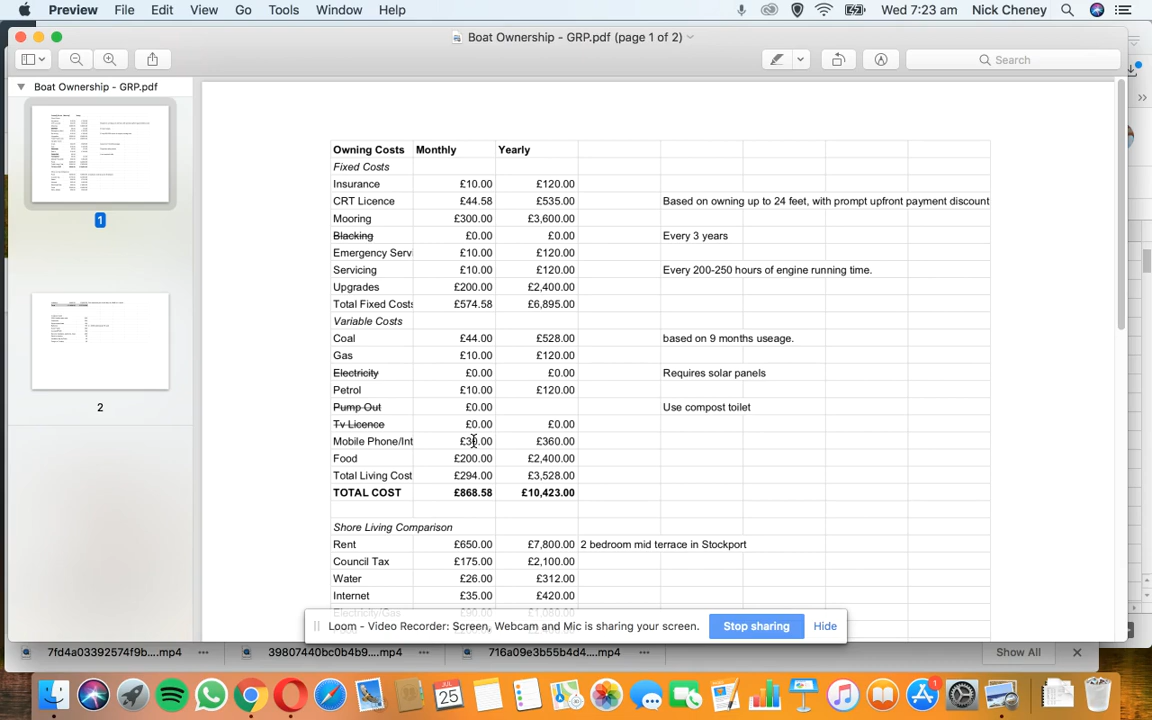 Preview File Edit View Go Tools Window Help Wed 7:23 am Nick Cheney
Boat Ownership - GRP.pdf (page 1 of 2)
Search
Boat Ownership - GRP.pdf
1
2
Owning Costs Monthly Yearly
Fixed Costs
Insurance £10.00 £120.00
CRT Licence £44.58 £535.00 Based on owning up to 24 feet, with prompt upfront payment discount
Mooring £300.00 £3,600.00
Blacking £0.00 £0.00 Every 3 years
Emergency Servi £10.00 £120.00
Servicing £10.00 £120.00 Every 200-250 hours of engine running time.
Upgrades £200.00 £2,400.00
Total Fixed Costs £574.58 £6,895.00
Variable Costs
Coal £44.00 £528.00 based on 9 months useage.
Gas £10.00 £120.00
Electricity £0.00 £0.00 Requires solar panels
Petrol £10.00 £120.00
Pump Out £0.00 Use compost toilet
Tv Licence £0.00 £0.00
Mobile Phone/Int £30.00 £360.00
Food £200.00 £2,400.00
Total Living Cost £294.00 £3,528.00
TOTAL COST £868.58 £10,423.00
Shore Living Comparison
Rent £650.00 £7,800.00 2 bedroom mid terrace in Stockport
Council Tax £175.00 £2,100.00
Water £26.00 £312.00
Internet £35.00 £420.00
Electricity/Gas £90.00 £1,080.00
Loom - Video Recorder: Screen, Webcam and Mic is sharing your screen. Stop sharing Hide
7fd4a03392574f9b....mp4 39807440bc0b4b9....mp4 716a09e3b55b4d4....mp4 Show All
JUL
25
1